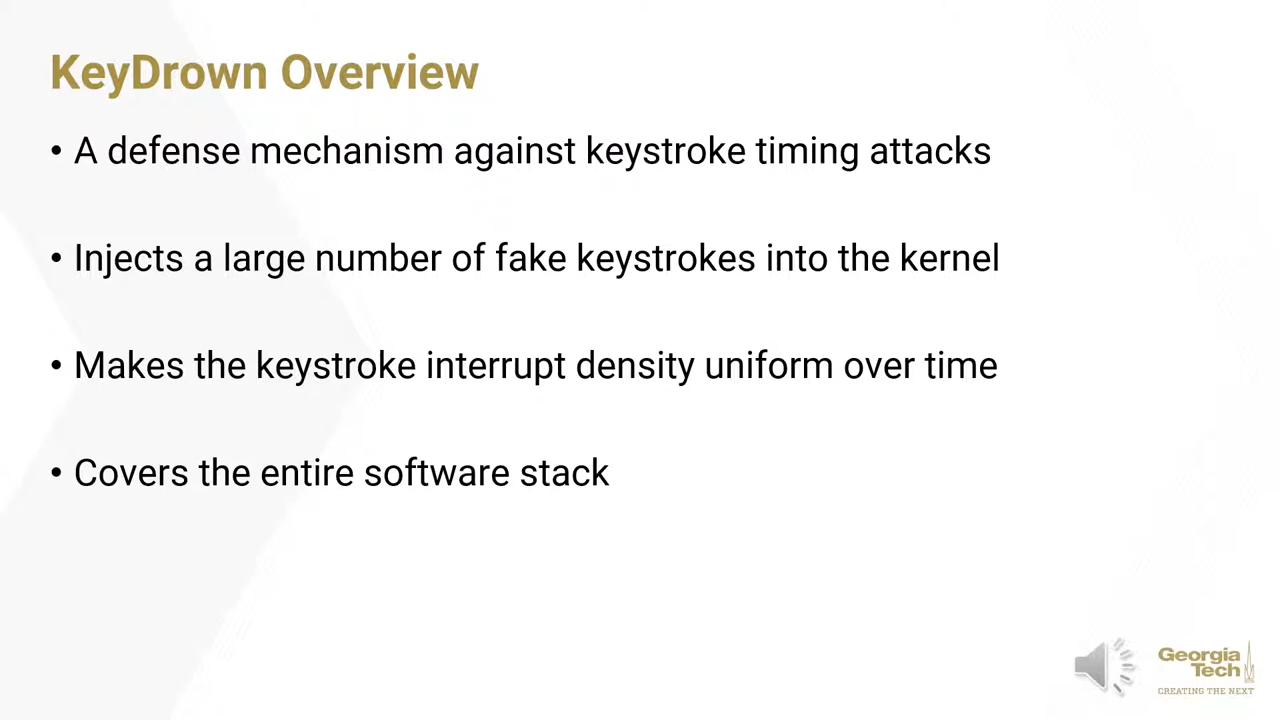 KeyDrown Overview
• A defense mechanism against keystroke timing attacks
• Injects a large number of fake keystrokes into the kernel
• Makes the keystroke interrupt density uniform over time
• Covers the entire software stack
Georgia
Tech
CREATING THE NEXT